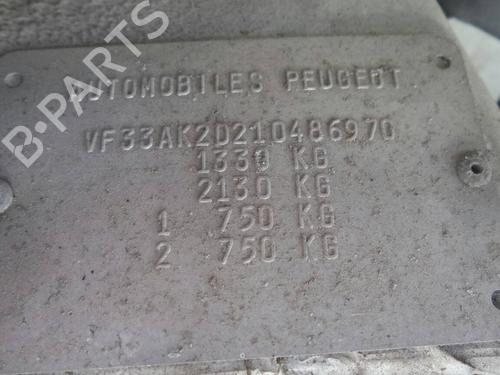 B-PARTS
AUTOMOBILES PEUGEOT
VF33AK2D210486970
1330 KG
2130 KG
1 750 KG
2 750 KG